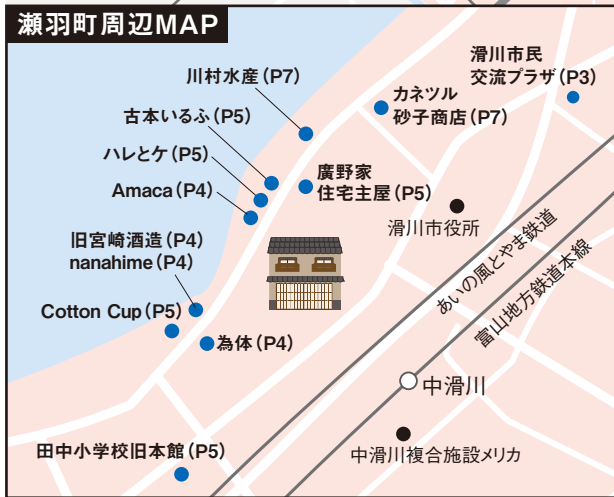 瀬羽町周辺MAP
滑川市民
交流プラザ(P3)
川村水産(P7)
カネツル
砂子商店(P7)
古本いるふ(P5)
ハレとケ(P5)
廣野家
住宅主屋(P5)
Amaca(P4)
滑川市役所
旧宮崎酒造(P4)
nanahime(P4)
あいの風とやま鉄道
富山地方鉄道本線
Cotton Cup(P5)
為体(P4)
中滑川
中滑川複合施設メリカ
田中小学校旧本館(P5)